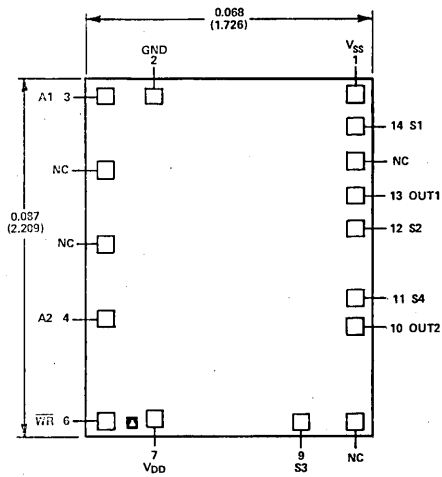 0.068
(1.726)
GND
2
VSS
1
A1 3
14 S1
NC
NC
13 OUT1
0.087
(2.209)
12 S2
NC
11 S4
A2 4
10 OUT2
WR 6
7
VDD
9
S3
NC